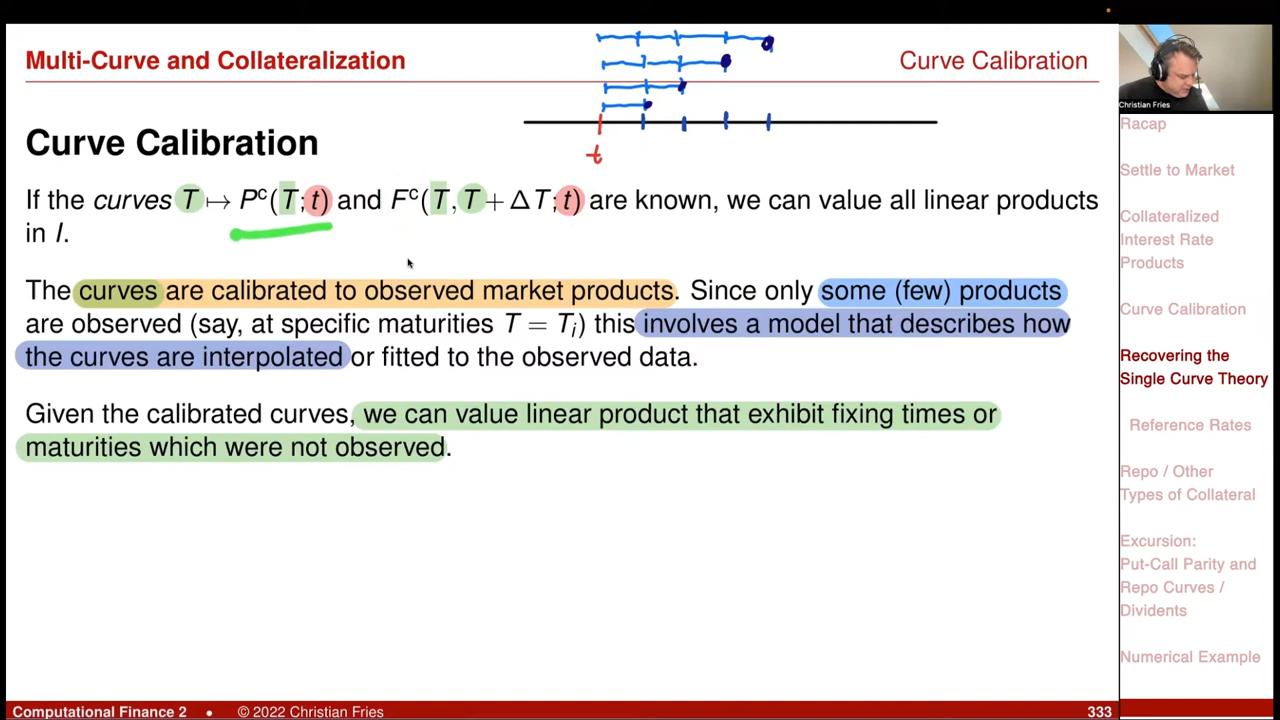 Multi-Curve and Collateralization
Curve Calibration
t
Curve Calibration
If the curves T ↦ Pᶜ(T; t) and Fᶜ(T, T + ΔT; t) are known, we can value all linear products
in I.
The curves are calibrated to observed market products. Since only some (few) products
are observed (say, at specific maturities T = Tᵢ) this involves a model that describes how
the curves are interpolated or fitted to the observed data.
Given the calibrated curves, we can value linear product that exhibit fixing times or
maturities which were not observed.
Christian Fries
Racap
Settle to Market
Collateralized
Interest Rate
Products
Curve Calibration
Recovering the
Single Curve Theory
Reference Rates
Repo / Other
Types of Collateral
Excursion:
Put-Call Parity and
Repo Curves /
Dividents
Numerical Example
Computational Finance 2 • © 2022 Christian Fries
333